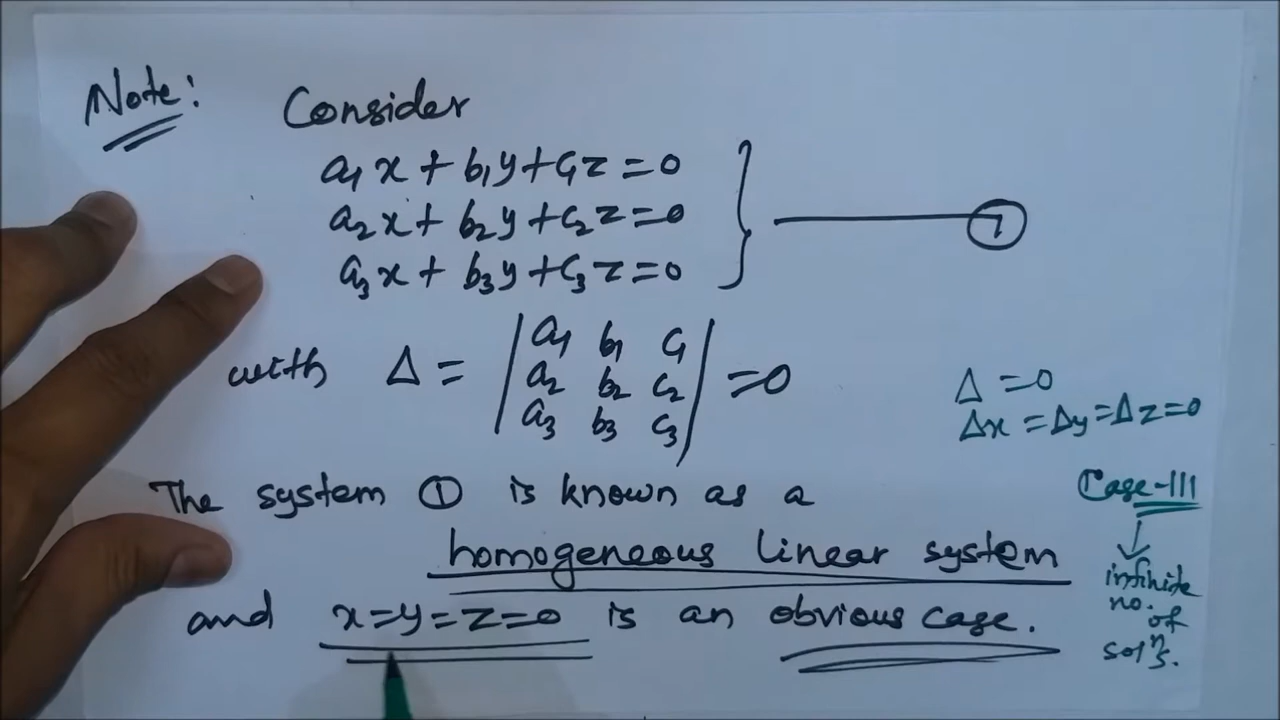 Note: Consider
a₁x + b₁y + c₁z = 0
a₂x + b₂y + c₂z = 0
a₃x + b₃y + c₃z = 0
1
with Δ = | a₁ b₁ c₁ |
| a₂ b₂ c₂ | = 0
| a₃ b₃ c₃ |
Δ = 0
Δx = Δy = Δz = 0
The system ① is known as a
homogeneous linear system
and x = y = z = 0 is an obvious case.
Case-III
↓
infinite
no. of
solⁿs.